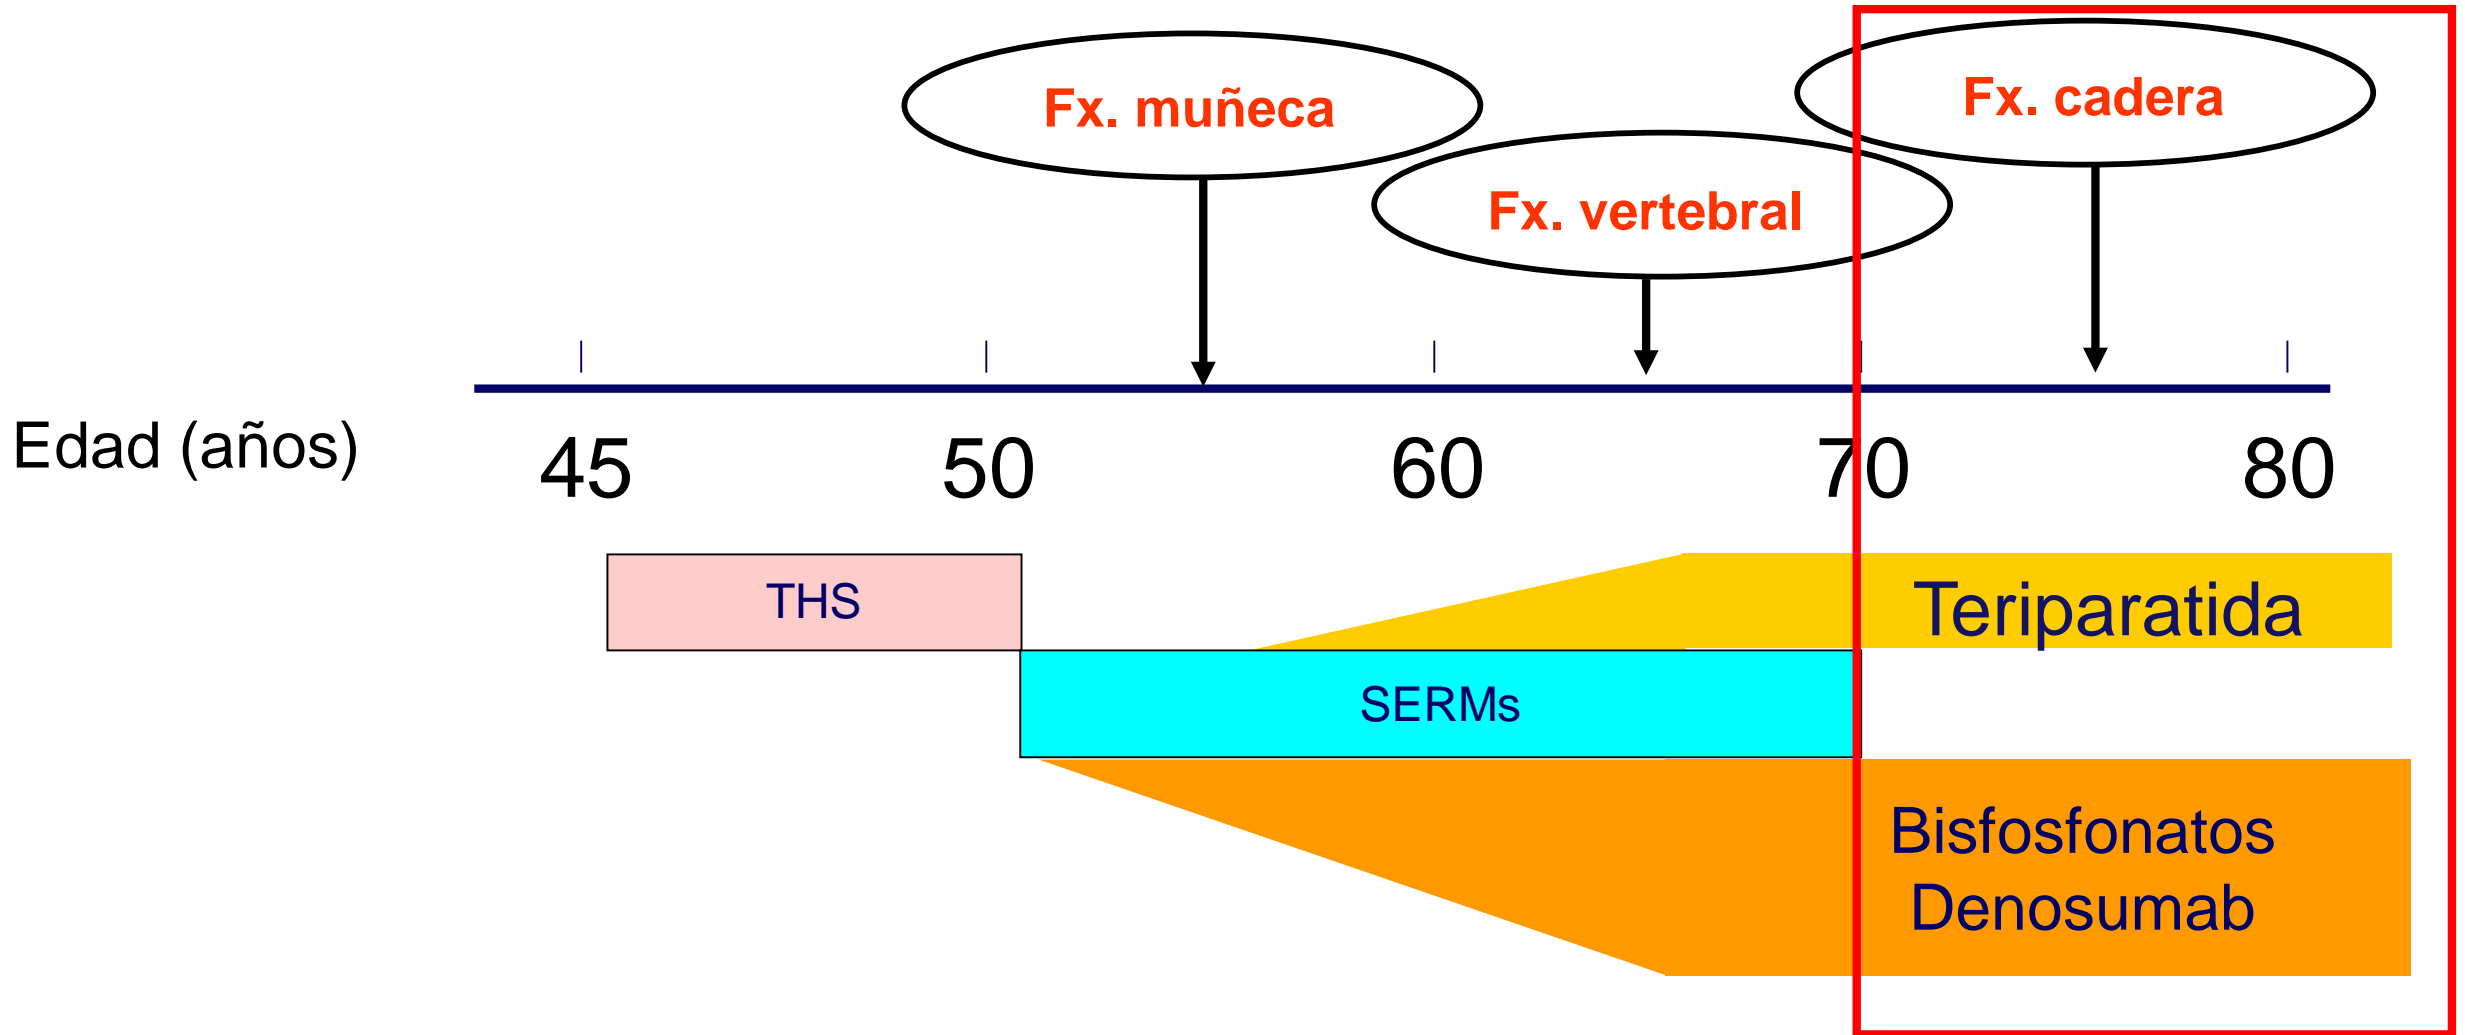 Fx. muñeca
Fx. cadera
Fx. vertebral
Edad (años)
45 50 60 70 80
THS
Teriparatida
SERMs
Bisfosfonatos
Denosumab